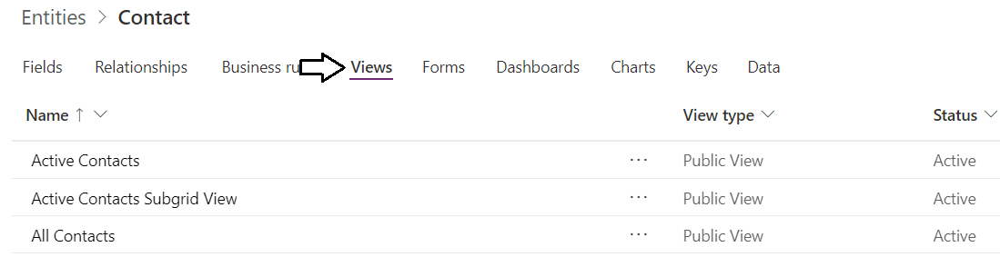 Entities > Contact
Fields Relationships Business ru Views Forms Dashboards Charts Keys Data
Name ↑ View type Status
Active Contacts ... Public View Active
Active Contacts Subgrid View ... Public View Active
All Contacts ... Public View Active